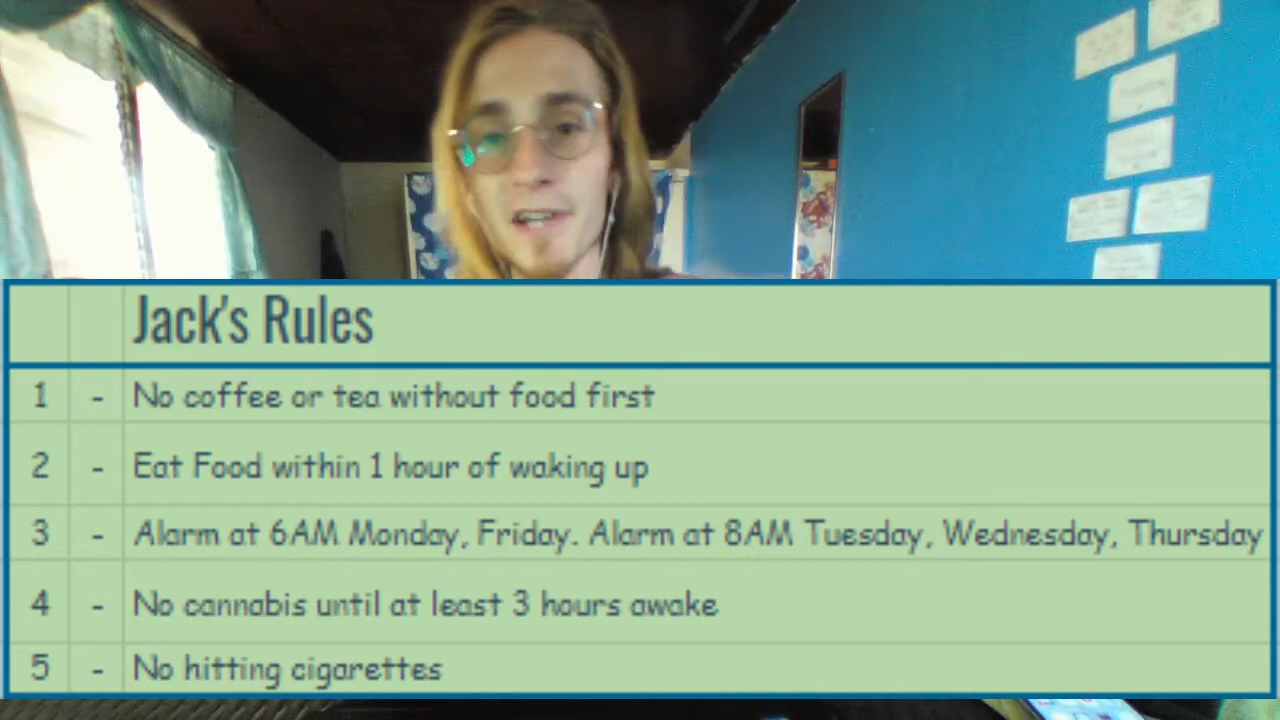 Jack's Rules
1 - No coffee or tea without food first
2 - Eat Food within 1 hour of waking up
3 - Alarm at 6AM Monday, Friday. Alarm at 8AM Tuesday, Wednesday, Thursday
4 - No cannabis until at least 3 hours awake
5 - No hitting cigarettes